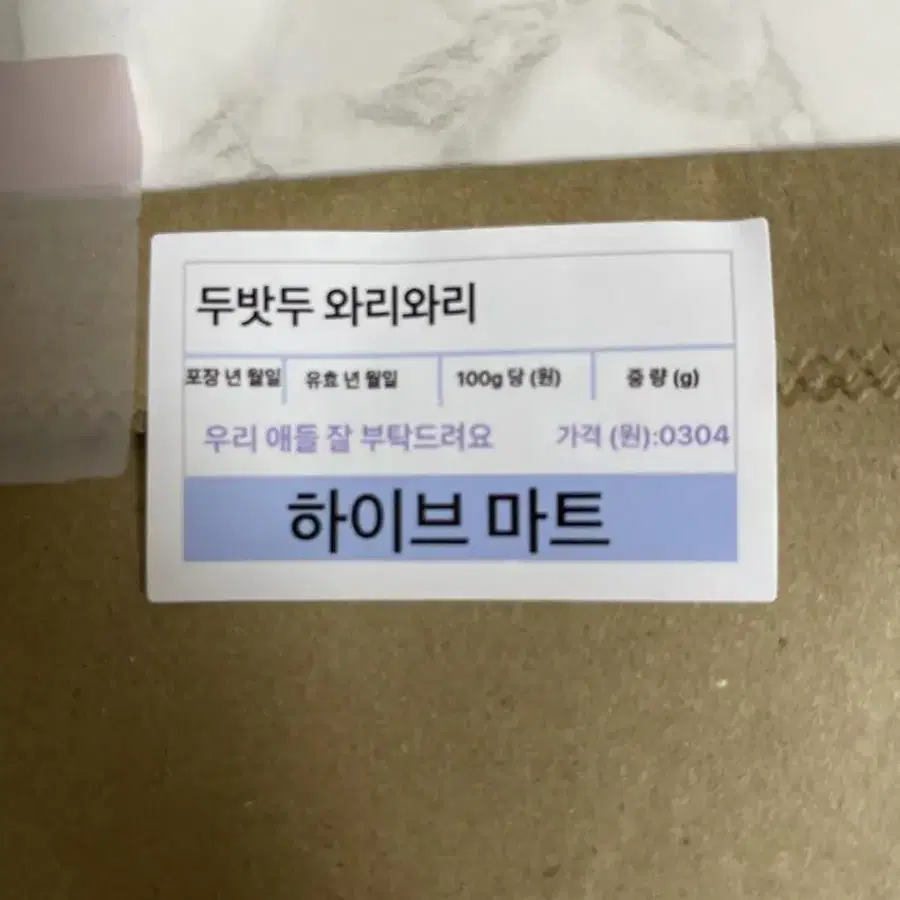 두밧두 와리와리
포장 년 월일 유효 년 월일 100g 당 (원) 중 량 (g)
우리 애들 잘 부탁드려요 가격 (원):0304
하이브 마트